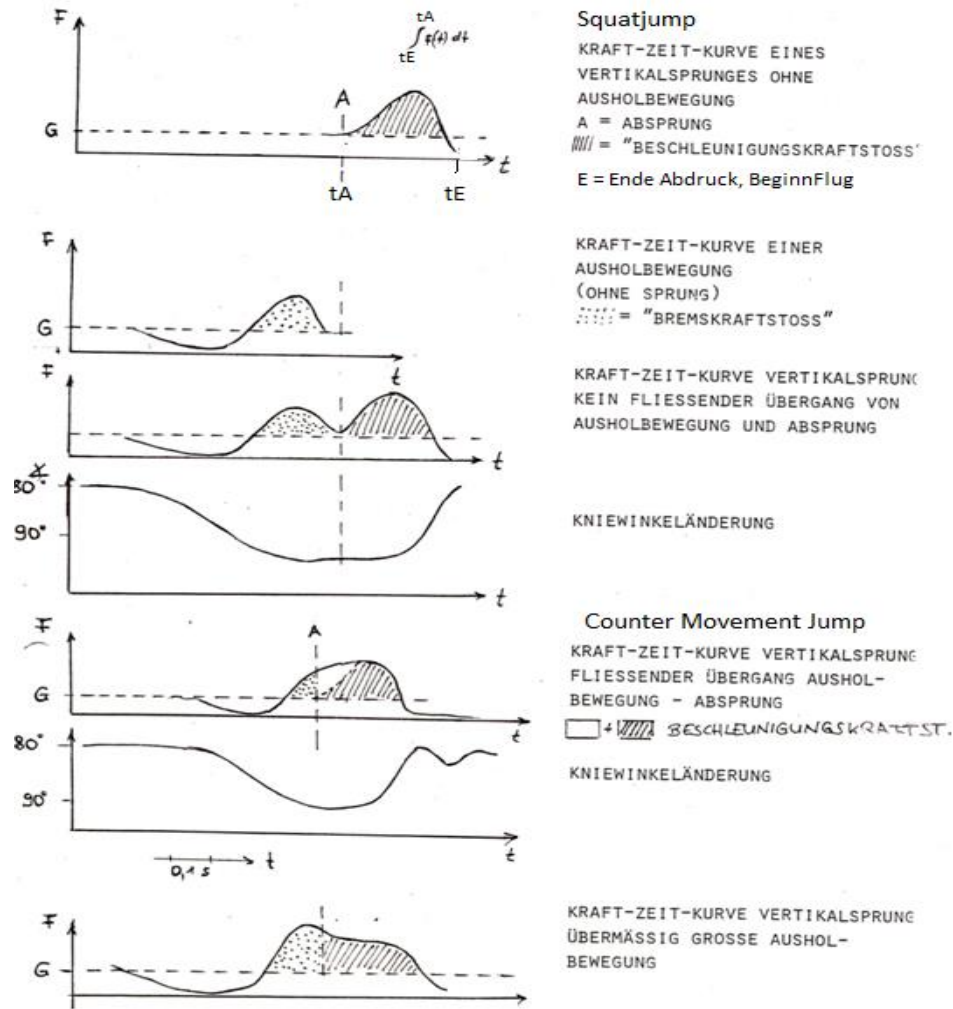 F
tA
∫ F(t) dt
tE
A
G
t
tA
tE
Squatjump
KRAFT-ZEIT-KURVE EINES
VERTIKALSPRUNGES OHNE
AUSHOLBEWEGUNG
A = ABSPRUNG
= "BESCHLEUNIGUNGSKRAFTSTOSS"
E = Ende Abdruck, BeginnFlug
F
G
t
KRAFT-ZEIT-KURVE EINER
AUSHOLBEWEGUNG
(OHNE SPRUNG)
= "BREMSKRAFTSTOSS"
F
t
KRAFT-ZEIT-KURVE VERTIKALSPRUNG
KEIN FLIESSENDER ÜBERGANG VON
AUSHOLBEWEGUNG UND ABSPRUNG
80°
90°
t
KNIEWINKELÄNDERUNG
Counter Movement Jump
F
A
G
t
KRAFT-ZEIT-KURVE VERTIKALSPRUNG
FLIESSENDER ÜBERGANG AUSHOL-
BEWEGUNG - ABSPRUNG
+ BESCHLEUNIGUNGSKRAFTST.
80°
90°
t
KNIEWINKELÄNDERUNG
0,1 s
t
F
G
KRAFT-ZEIT-KURVE VERTIKALSPRUNG
ÜBERMÄSSIG GROSSE AUSHOL-
BEWEGUNG